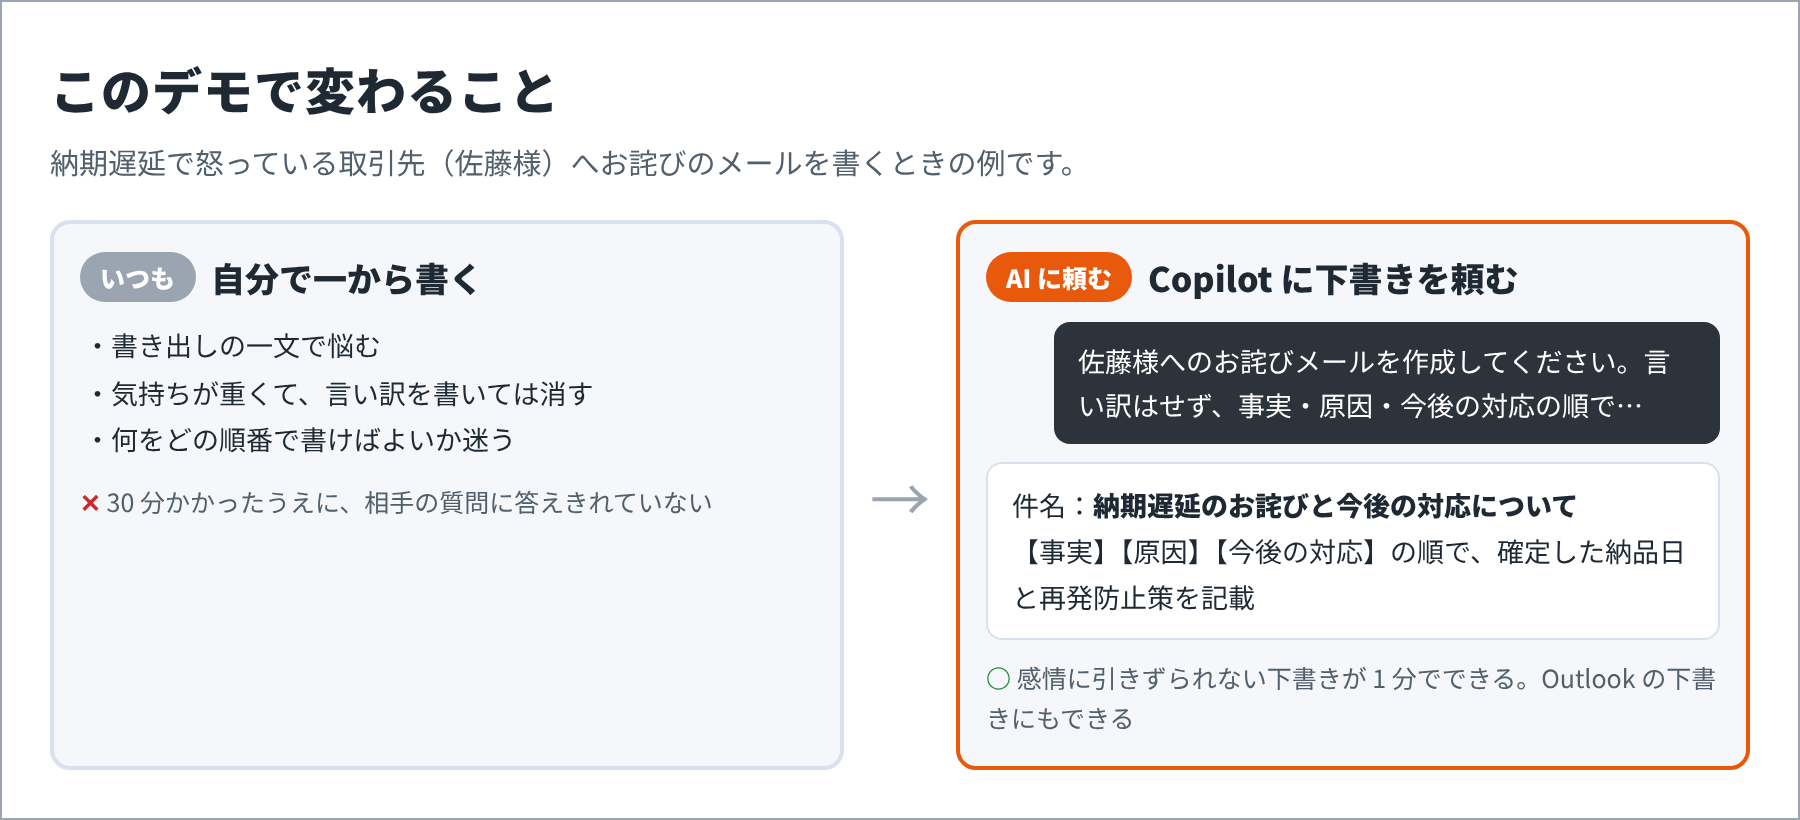 このデモで変わること
納期遅延で怒っている取引先（佐藤様）へお詫びのメールを書くときの例です。
いつも 自分で一から書く
・書き出しの一文で悩む
・気持ちが重くて、言い訳を書いては消す
・何をどの順番で書けばよいか迷う
× 30 分かかったうえに、相手の質問に答えきれていない
→
AI に頼む Copilot に下書きを頼む
佐藤様へのお詫びメールを作成してください。言
い訳はせず、事実・原因・今後の対応の順で…
件名：納期遅延のお詫びと今後の対応について
【事実】【原因】【今後の対応】の順で、確定した納品日
と再発防止策を記載
○ 感情に引きずられない下書きが 1 分でできる。Outlook の下書
きにもできる